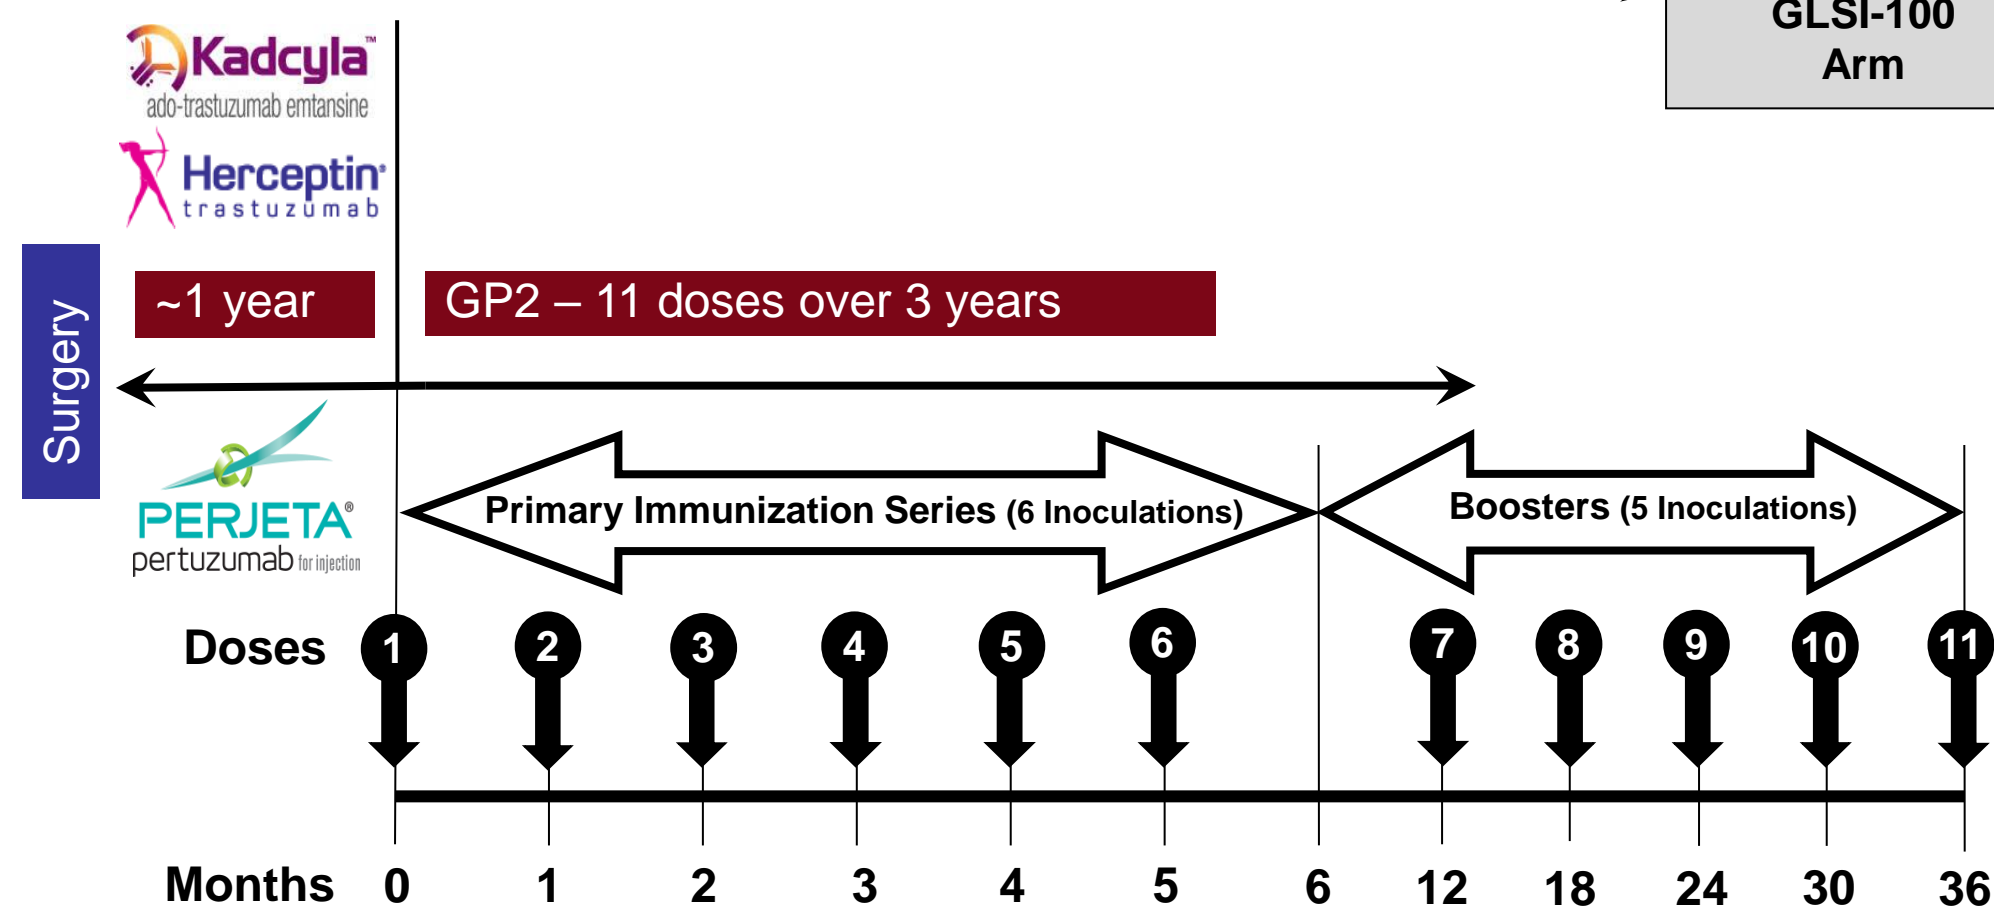 GLSI-100
Arm
Kadcyla™
ado-trastuzumab emtansine
Herceptin®
trastuzumab
Surgery
~1 year
GP2 – 11 doses over 3 years
PERJETA®
pertuzumab for injection
Primary Immunization Series (6 Inoculations)
Boosters (5 Inoculations)
Doses 1 2 3 4 5 6 7 8 9 10 11
Months 0 1 2 3 4 5 6 12 18 24 30 36